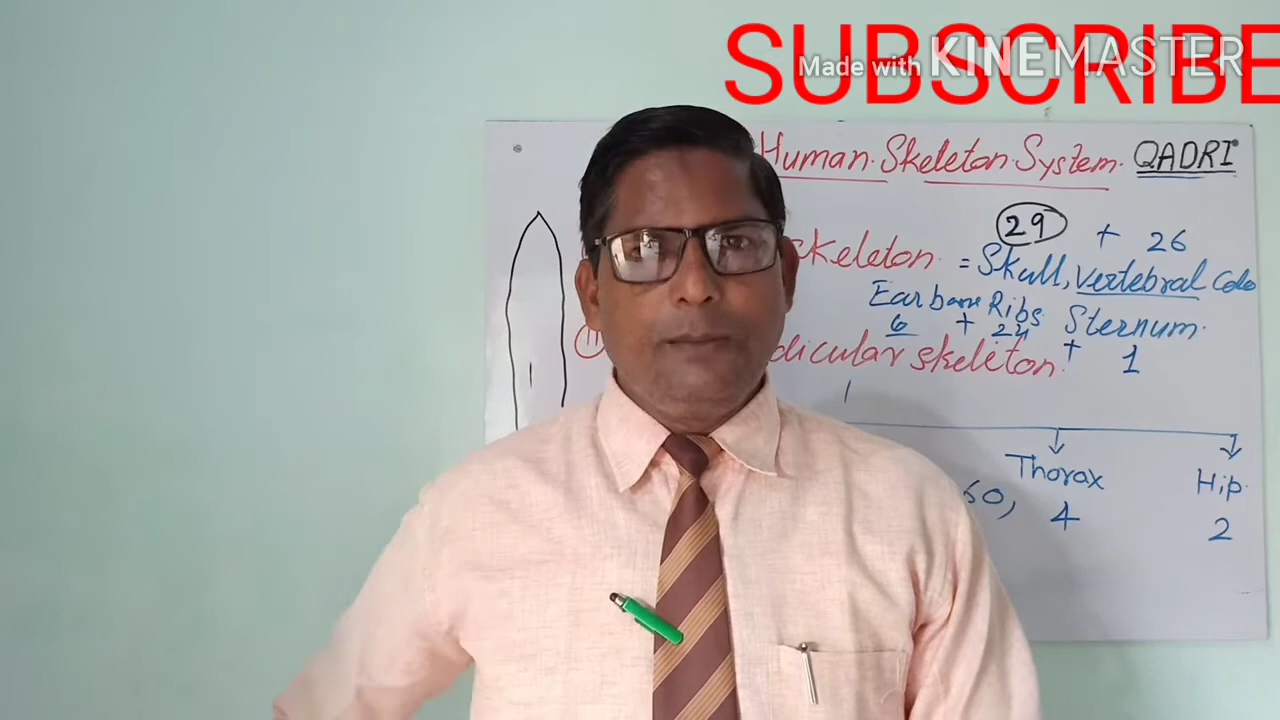 SUBSCRIBE
Made with KINEMASTER
Human Skeleton System. QADRI
29 + 26
skeleton = Skull, Vertebral
Ear bone Ribs Sternum.
6 + 24 + 1
dicular skeleton
Thorax Hip.
60, 4 2